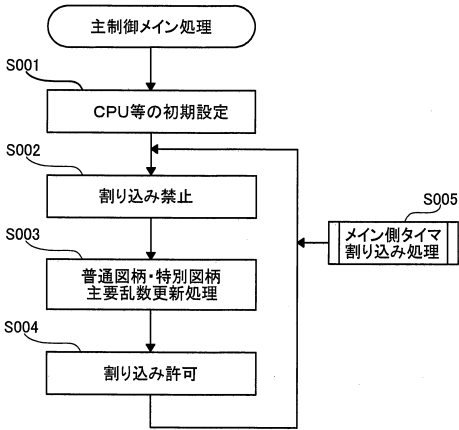 主制御メイン処理
S001
CPU等の初期設定
S002
割り込み禁止
S005
メイン側タイマ
割り込み処理
S003
普通図柄・特別図柄
主要乱数更新処理
S004
割り込み許可